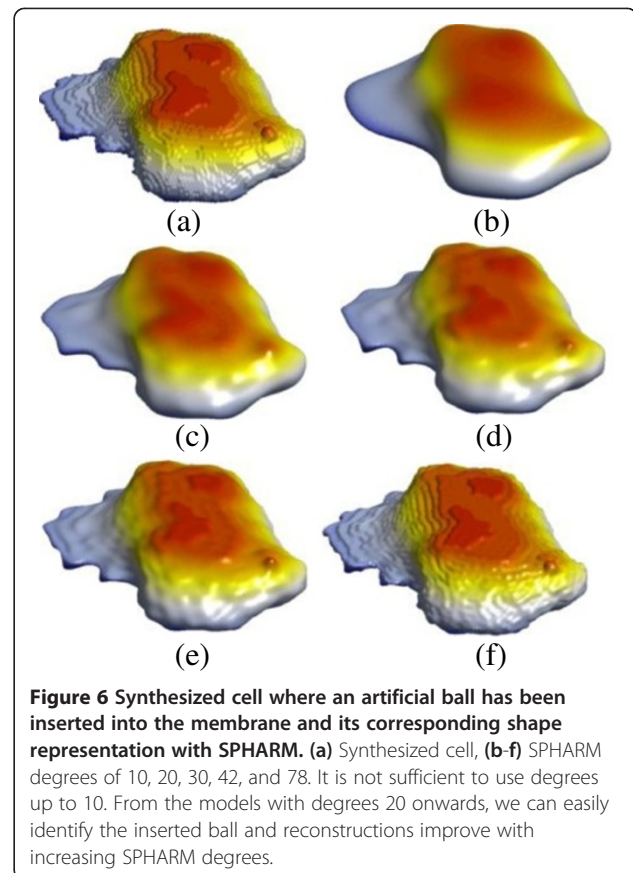 (a)
(b)
(c)
(d)
(e)
(f)
Figure 6 Synthesized cell where an artificial ball has been
inserted into the membrane and its corresponding shape
representation with SPHARM. (a) Synthesized cell, (b-f) SPHARM
degrees of 10, 20, 30, 42, and 78. It is not sufficient to use degrees
up to 10. From the models with degrees 20 onwards, we can easily
identify the inserted ball and reconstructions improve with
increasing SPHARM degrees.